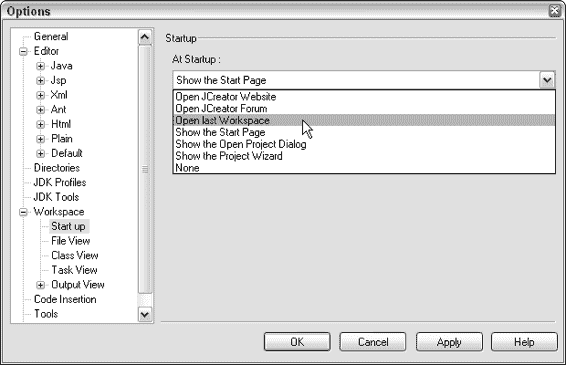 Options
General
Editor
Java
Jsp
Xml
Ant
Html
Plain
Default
Directories
JDK Profiles
JDK Tools
Workspace
Start up
File View
Class View
Task View
Output View
Code Insertion
Tools
Startup
At Startup :
Show the Start Page
Open JCreator Website
Open JCreator Forum
Open last Workspace
Show the Start Page
Show the Open Project Dialog
Show the Project Wizard
None
OK
Cancel
Apply
Help